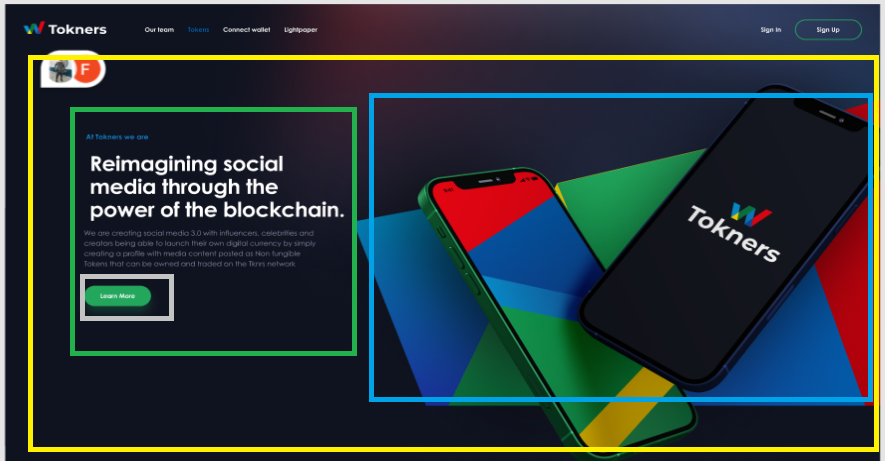 Tokners
Our team
Tokens
Connect wallet
Lightpaper
Sign In
Sign Up
F
At Tokners we are
Reimagining social
media through the
power of the blockchain.
We are creating social media 3.0 with influencers, celebrities and
creators being able to launch their own digital currency by simply
creating a profile with media content posted as Non fungible
Tokens that can be owned and traded on the Tknrs network
Learn More
9:41
Tokners